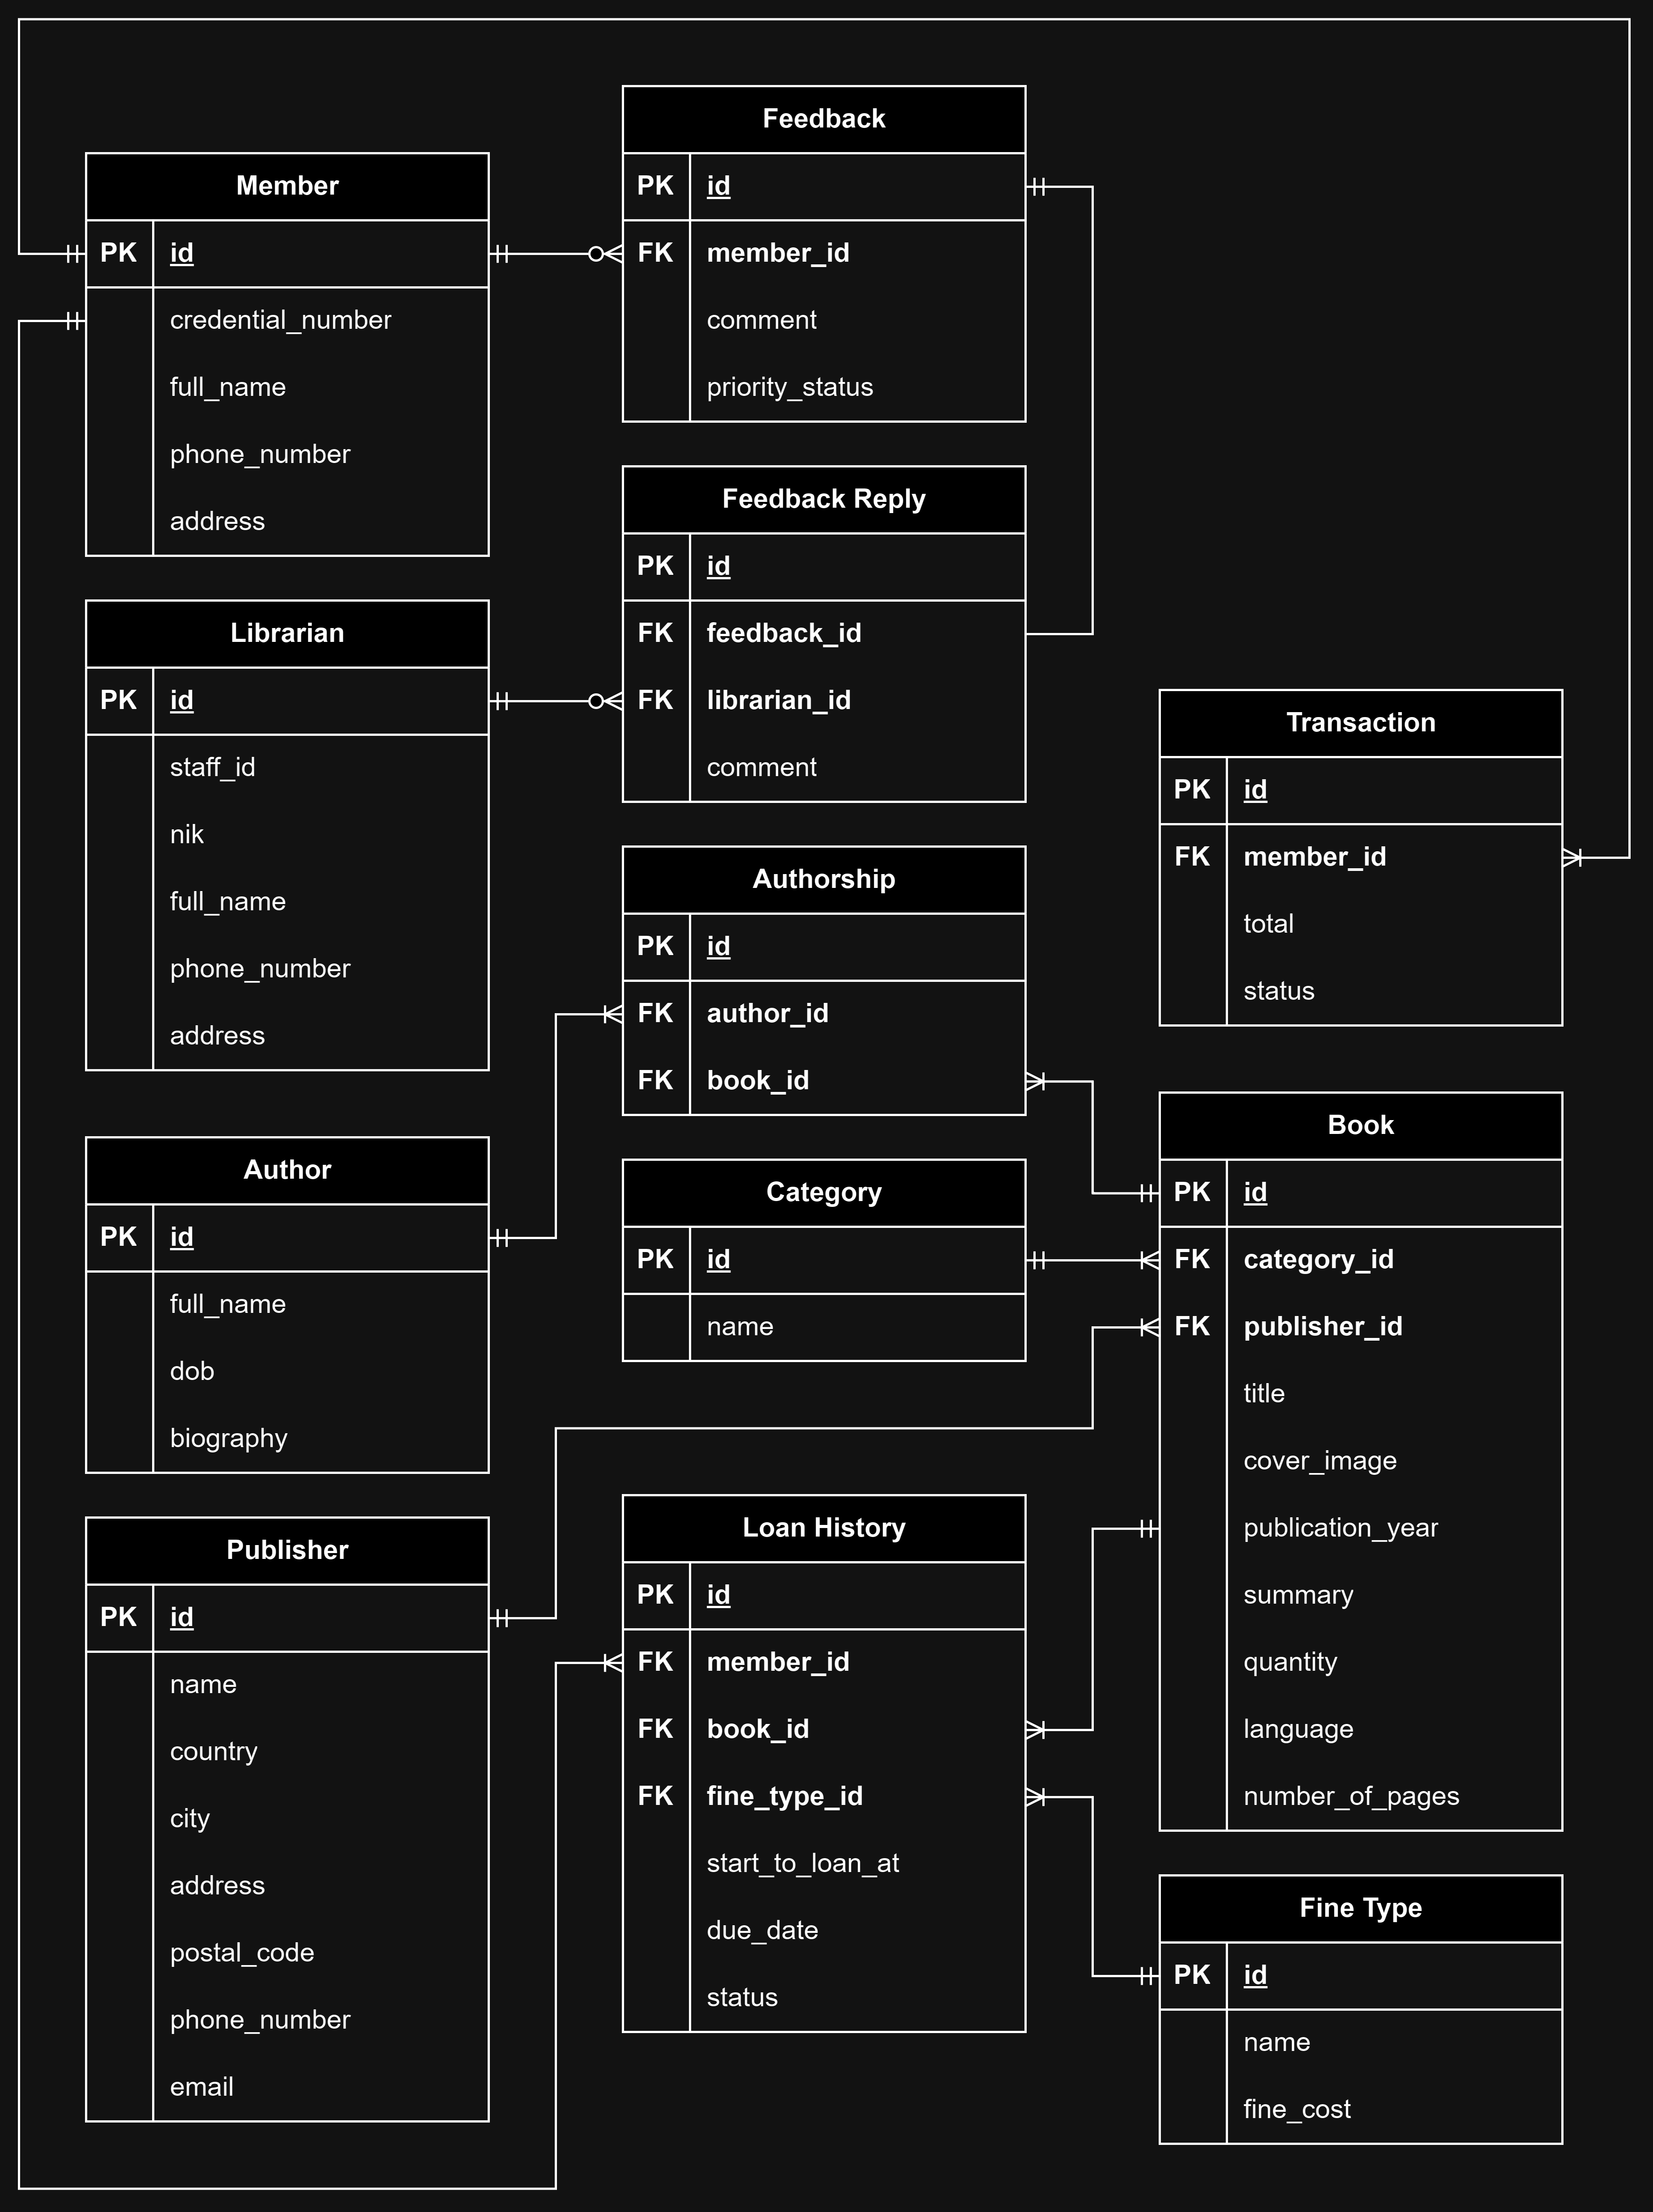 Feedback
PK id
FK member_id
comment
priority_status
Member
PK id
credential_number
full_name
phone_number
address
Feedback Reply
PK id
FK feedback_id
FK librarian_id
comment
Librarian
PK id
staff_id
nik
full_name
phone_number
address
Transaction
PK id
FK member_id
total
status
Authorship
PK id
FK author_id
FK book_id
Author
PK id
full_name
dob
biography
Category
PK id
name
Book
PK id
FK category_id
FK publisher_id
title
cover_image
publication_year
summary
quantity
language
number_of_pages
Publisher
PK id
name
country
city
address
postal_code
phone_number
email
Loan History
PK id
FK member_id
FK book_id
FK fine_type_id
start_to_loan_at
due_date
status
Fine Type
PK id
name
fine_cost